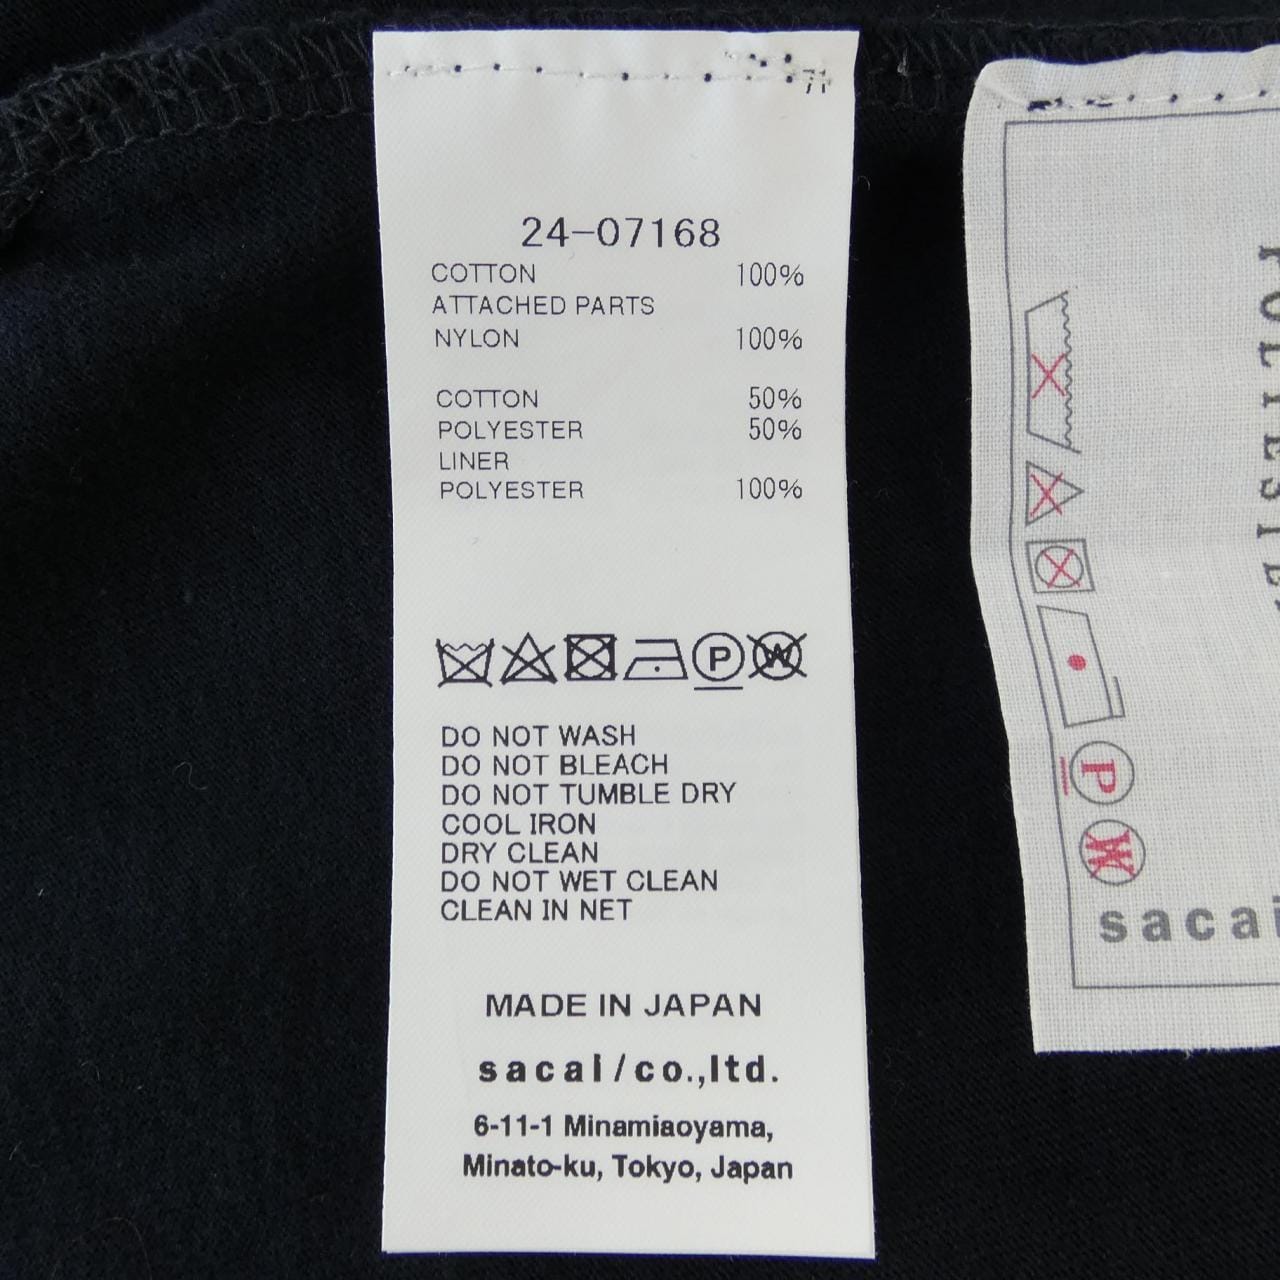 71
24-07168
COTTON 100%
ATTACHED PARTS
NYLON 100%
COTTON 50%
POLYESTER 50%
LINER
POLYESTER 100%
P W
DO NOT WASH
DO NOT BLEACH
DO NOT TUMBLE DRY
COOL IRON
DRY CLEAN
DO NOT WET CLEAN
CLEAN IN NET
MADE IN JAPAN
sacai/co.,ltd.
6-11-1 Minamiaoyama,
Minato-ku, Tokyo, Japan
P
W
sacai